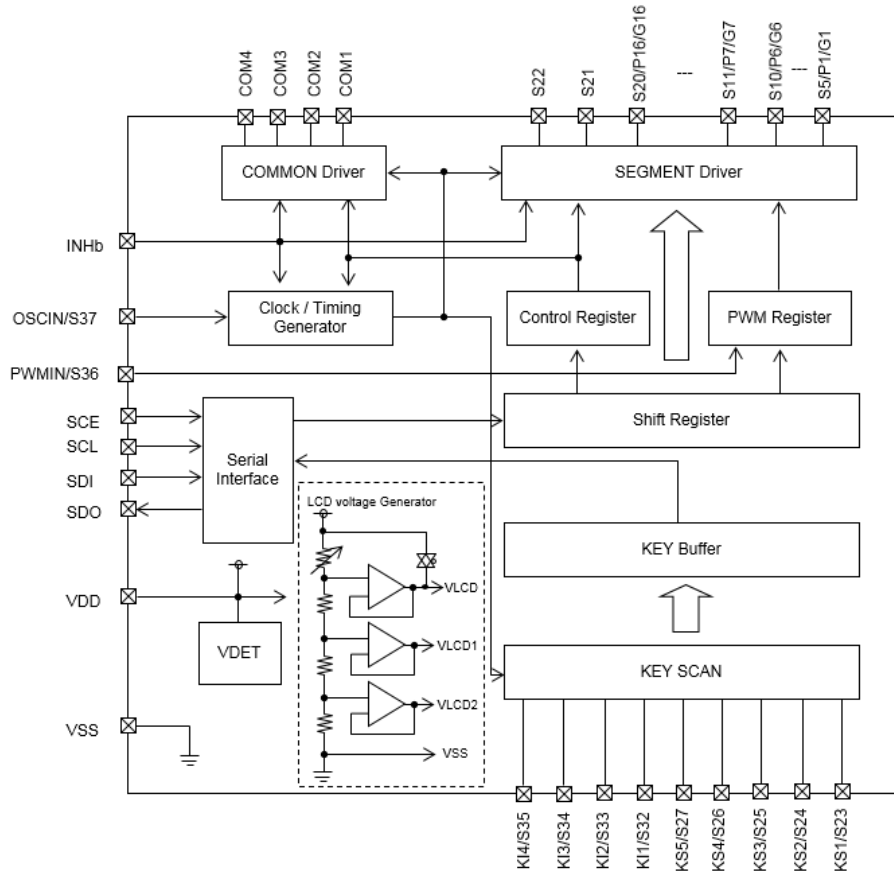 COM4
COM3
COM2
COM1
S22
S21
S20/P16/G16
---
S11/P7/G7
S10/P6/G6
---
S5/P1/G1
COMMON Driver
SEGMENT Driver
INHb
OSCIN/S37
Clock / Timing
Generator
Control Register
PWM Register
PWMIN/S36
SCE
SCL
SDI
SDO
Serial
Interface
Shift Register
LCD voltage Generator
KEY Buffer
VLCD
VDD
VDET
VLCD1
KEY SCAN
VLCD2
VSS
VSS
KI4/S35
KI3/S34
KI2/S33
KI1/S32
KS5/S27
KS4/S26
KS3/S25
KS2/S24
KS1/S23